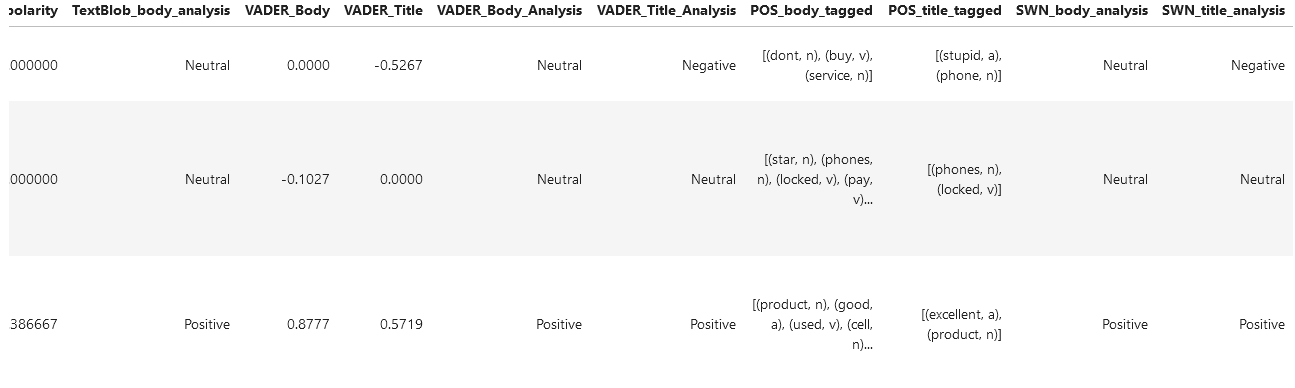 polarity TextBlob_body_analysis VADER_Body VADER_Title VADER_Body_Analysis VADER_Title_Analysis POS_body_tagged POS_title_tagged SWN_body_analysis SWN_title_analysis
000000 Neutral 0.0000 -0.5267 Neutral Negative [(dont, n), (buy, v), (service, n)] [(stupid, a), (phone, n)] Neutral Negative
000000 Neutral -0.1027 0.0000 Neutral Neutral [(star, n), (phones, n), (locked, v), (pay, v)... [(phones, n), (locked, v)] Neutral Neutral
386667 Positive 0.8777 0.5719 Positive Positive [(product, n), (good, a), (used, v), (cell, n)... [(excellent, a), (product, n)] Positive Positive